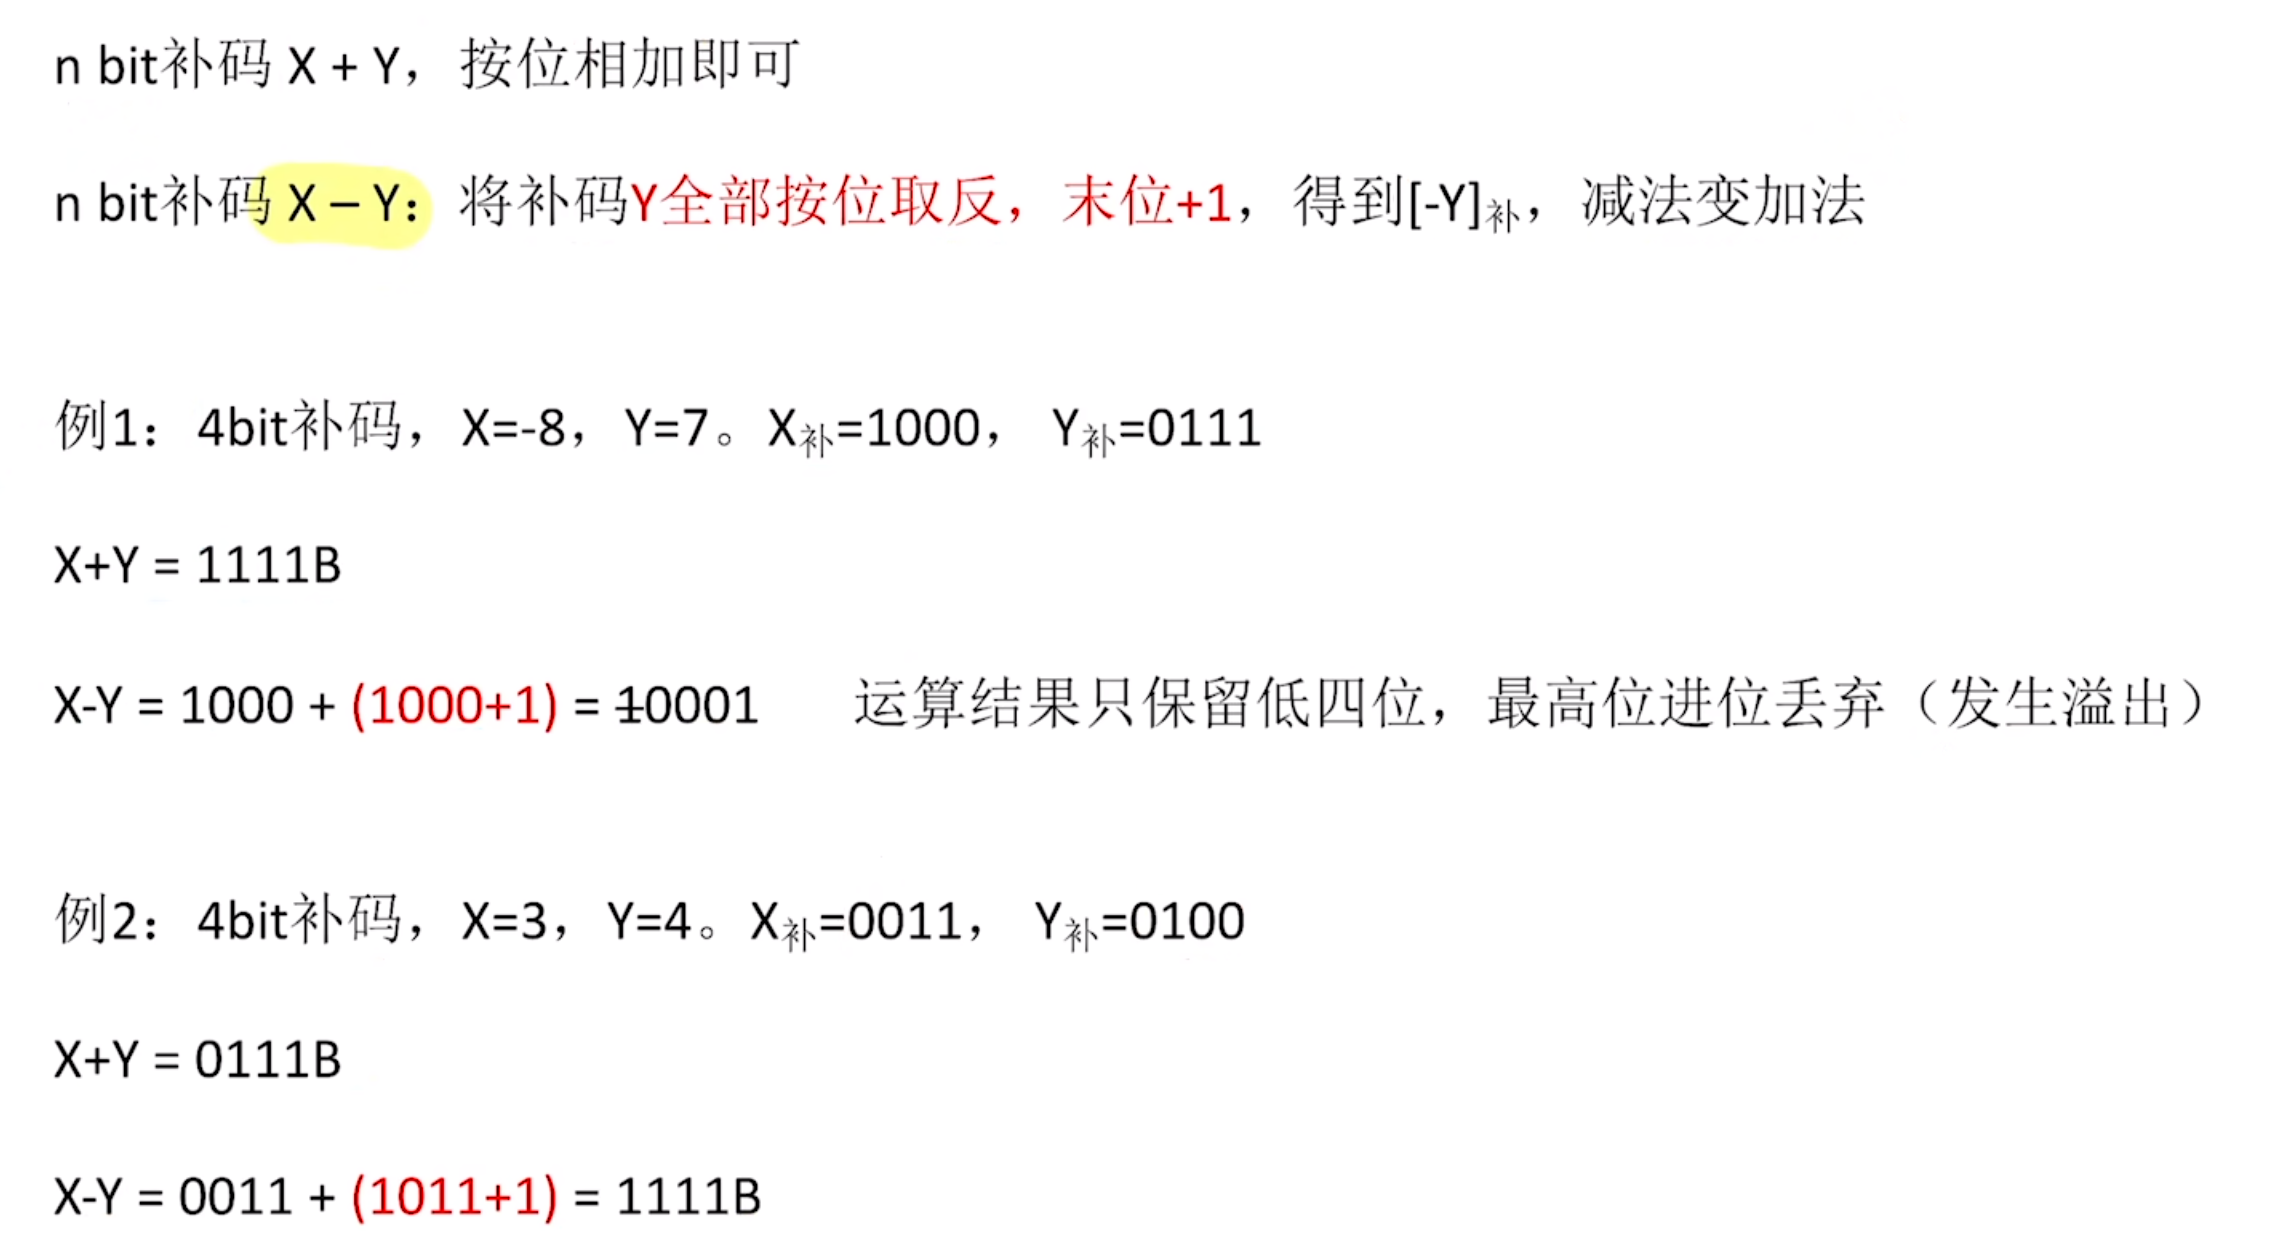 n bit补码 X + Y，按位相加即可
n bit补码 X – Y：将补码Y全部按位取反，末位+1，得到[-Y]补，减法变加法
例1：4bit补码，X=-8，Y=7。X补=1000， Y补=0111
X+Y = 1111B
X-Y = 1000 + (1000+1) = 10001 运算结果只保留低四位，最高位进位丢弃（发生溢出）
例2：4bit补码，X=3，Y=4。X补=0011， Y补=0100
X+Y = 0111B
X-Y = 0011 + (1011+1) = 1111B